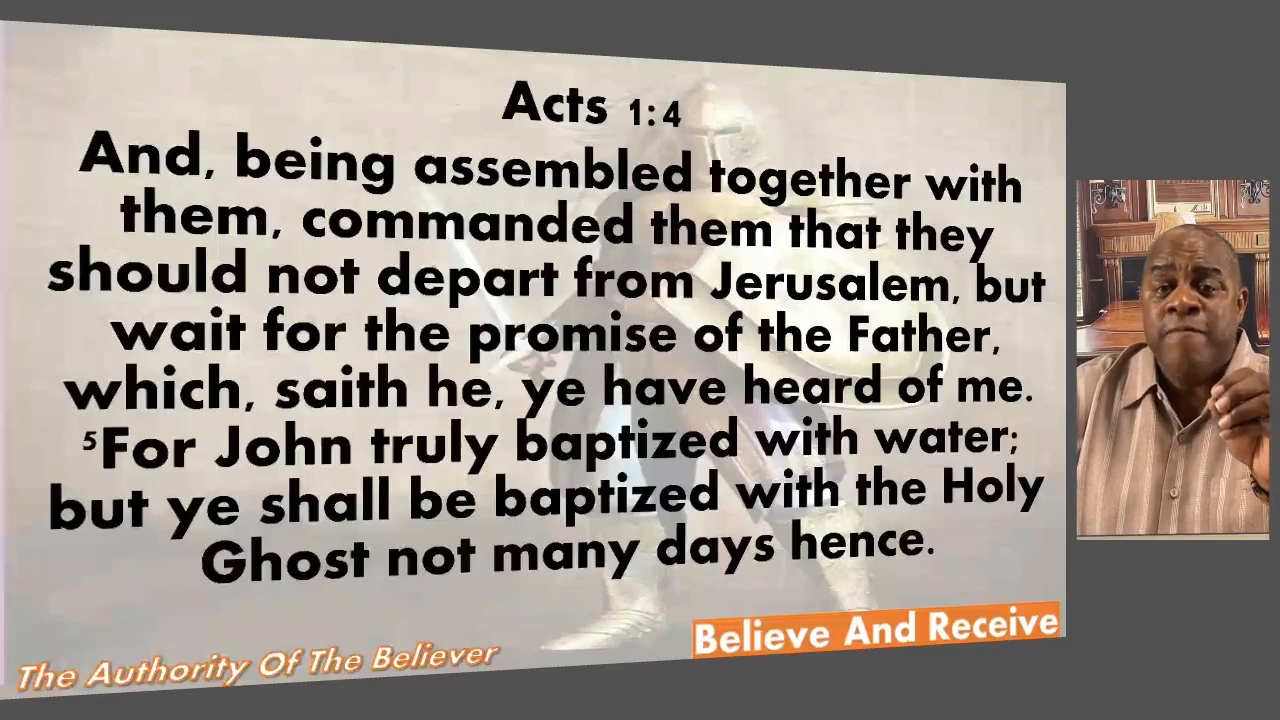 Acts 1:4
And, being assembled together with
them, commanded them that they
should not depart from Jerusalem, but
wait for the promise of the Father,
which, saith he, ye have heard of me.
⁵For John truly baptized with water;
but ye shall be baptized with the Holy
Ghost not many days hence.
Believe And Receive
The Authority Of The Believer